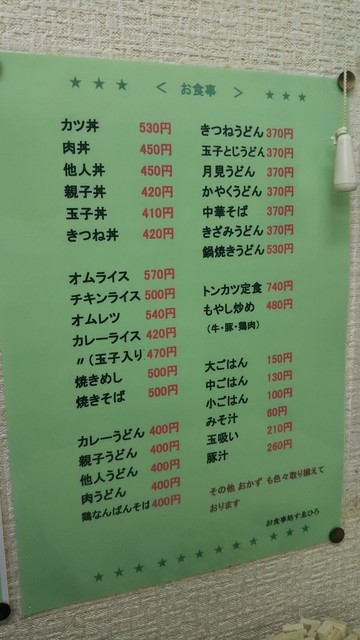 ★ ★ ★ < お食事 > ★ ★ ★
カツ丼 530円
肉丼 450円
他人丼 450円
親子丼 420円
玉子丼 410円
きつね丼 420円
オムライス 570円
チキンライス 500円
オムレツ 540円
カレーライス 420円
〃（玉子入り） 470円
焼きめし 500円
焼きそば 500円
カレーうどん 400円
親子うどん 400円
他人うどん 400円
肉うどん 400円
鶏なんばんそば 400円
きつねうどん 370円
玉子とじうどん 370円
月見うどん 370円
かやくうどん 370円
中華そば 370円
きざみうどん 370円
鍋焼きうどん 530円
トンカツ定食 740円
もやし炒め 480円
（牛・豚・鶏肉）
大ごはん 150円
中ごはん 130円
小ごはん 100円
みそ汁 60円
玉吸い 210円
豚汁 260円
その他 おかず も色々取り揃えて
おります
お食事処すゑひろ